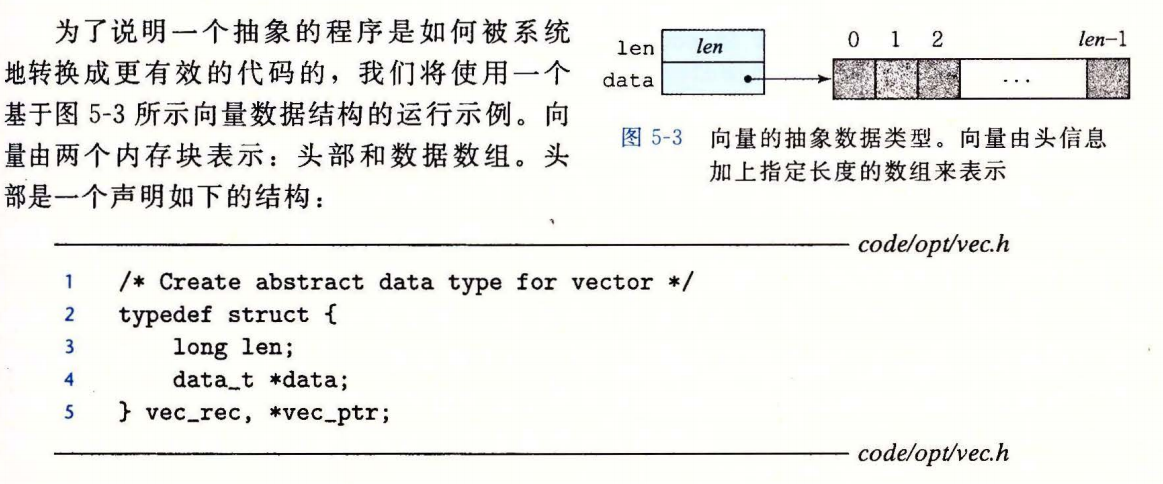 为了说明一个抽象的程序是如何被系统
地转换成更有效的代码的，我们将使用一个
基于图 5-3 所示向量数据结构的运行示例。向
量由两个内存块表示：头部和数据数组。头
部是一个声明如下的结构：
0 1 2 len-1
len len
data ...
图 5-3 向量的抽象数据类型。向量由头信息
加上指定长度的数组来表示
code/opt/vec.h
1 /* Create abstract data type for vector */
2 typedef struct {
3 long len;
4 data_t *data;
5 } vec_rec, *vec_ptr;
code/opt/vec.h